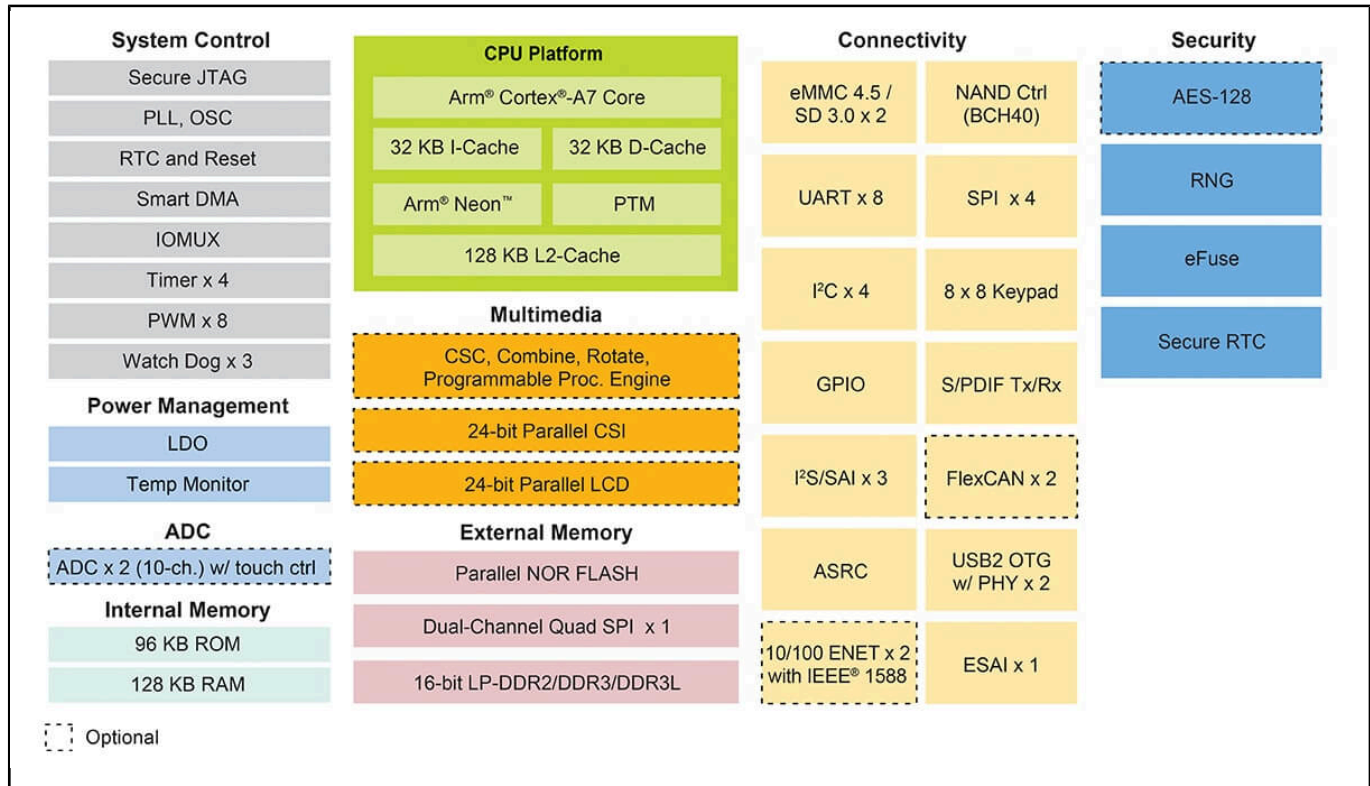 System Control
Secure JTAG
PLL, OSC
RTC and Reset
Smart DMA
IOMUX
Timer x 4
PWM x 8
Watch Dog x 3
Power Management
LDO
Temp Monitor
ADC
ADC x 2 (10-ch.) w/ touch ctrl
Internal Memory
96 KB ROM
128 KB RAM
Optional
CPU Platform
Arm® Cortex®-A7 Core
32 KB I-Cache
32 KB D-Cache
Arm® Neon™
PTM
128 KB L2-Cache
Multimedia
CSC, Combine, Rotate,
Programmable Proc. Engine
24-bit Parallel CSI
24-bit Parallel LCD
External Memory
Parallel NOR FLASH
Dual-Channel Quad SPI x 1
16-bit LP-DDR2/DDR3/DDR3L
Connectivity
eMMC 4.5 /
SD 3.0 x 2
NAND Ctrl
(BCH40)
UART x 8
SPI x 4
I²C x 4
8 x 8 Keypad
GPIO
S/PDIF Tx/Rx
I²S/SAI x 3
FlexCAN x 2
ASRC
USB2 OTG
w/ PHY x 2
10/100 ENET x 2
with IEEE® 1588
ESAI x 1
Security
AES-128
RNG
eFuse
Secure RTC